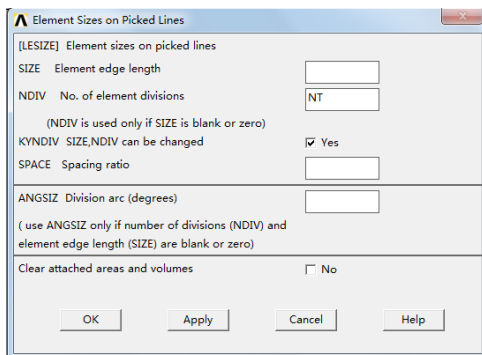 Element Sizes on Picked Lines
[LESIZE] Element sizes on picked lines
SIZE Element edge length
NDIV No. of element divisions
NT
(NDIV is used only if SIZE is blank or zero)
KYNDIV SIZE,NDIV can be changed
Yes
SPACE Spacing ratio
ANGSIZ Division arc (degrees)
( use ANGSIZ only if number of divisions (NDIV) and
element edge length (SIZE) are blank or zero)
Clear attached areas and volumes
No
OK
Apply
Cancel
Help